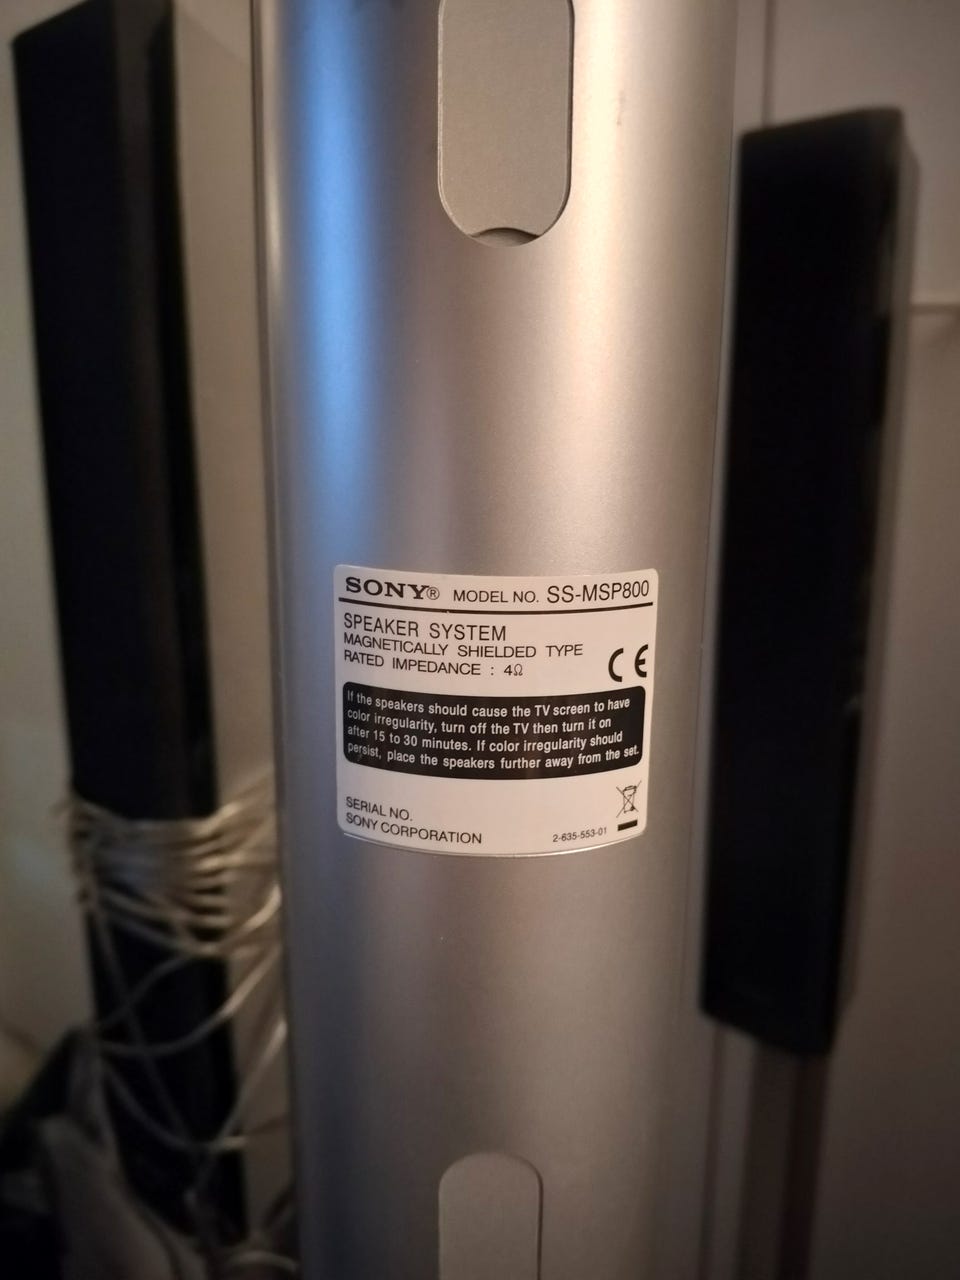 SONY® MODEL NO. SS-MSP800
SPEAKER SYSTEM
MAGNETICALLY SHIELDED TYPE
RATED IMPEDANCE : 4Ω
CE
If the speakers should cause the TV screen to have
color irregularity, turn off the TV then turn it on
after 15 to 30 minutes. If color irregularity should
persist, place the speakers further away from the set.
SERIAL NO.
SONY CORPORATION 2-635-553-01